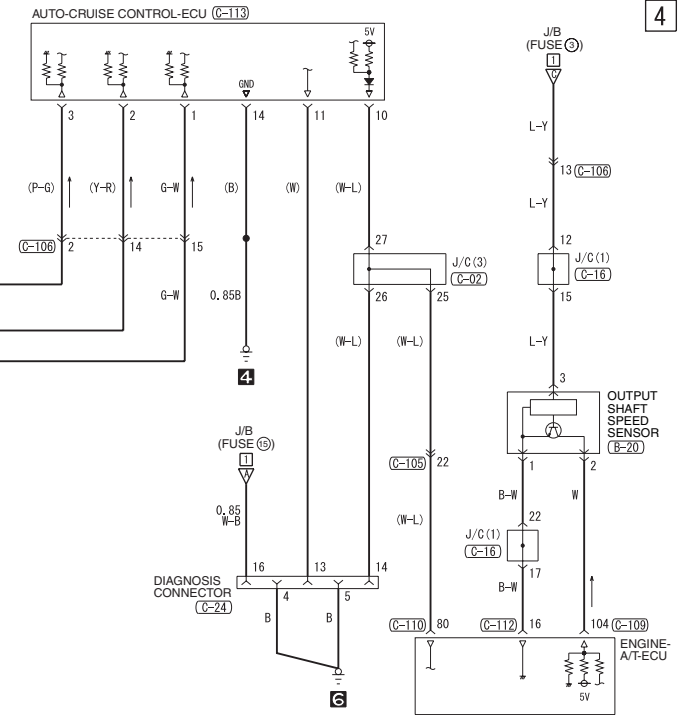 4
AUTO-CRUISE CONTROL-ECU (C-113)
5V
GND
3 2 1 14 11 10
J/B
(FUSE ③)
1
C
L-Y
13 (C-106)
(P-G) (Y-R) G-W (B) (W) (W-L)
L-Y
(C-106) 2 14 15
27
J/C(3)
(C-02)
26 25
12
J/C(1)
(C-16)
15
G-W 0.85B
(W-L) (W-L) L-Y
4
3
OUTPUT
SHAFT
SPEED
SENSOR
(B-20)
1 2
J/B
(FUSE ⑮)
1
A
(C-105) 22
B-W W
0.85
W-B
(W-L)
22
J/C(1)
(C-16)
17
16 13 14
DIAGNOSIS
CONNECTOR
(C-24)
4 5
B-W
B B
(C-110) 80 (C-112) 16 104 (C-109)
ENGINE-
A/T-ECU
5V
6